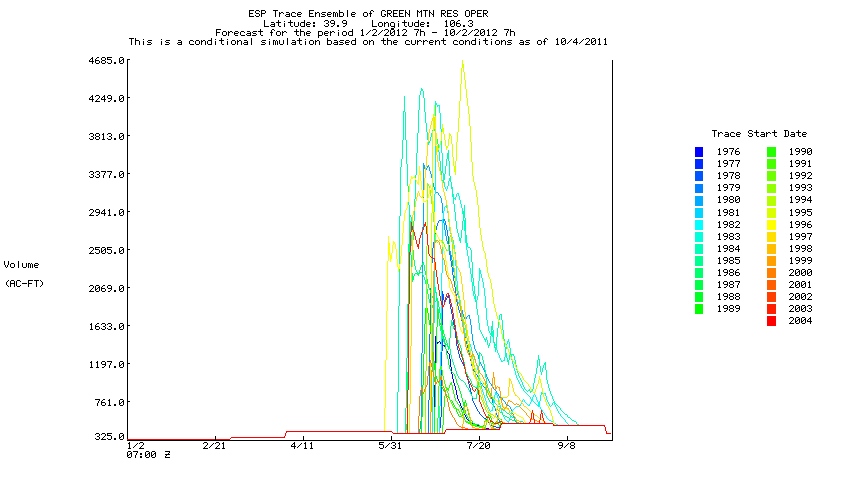 ESP Trace Ensemble of GREEN MTN RES OPER
Latitude: 39.9    Longitude:  106.3
Forecast for the period 1/2/2012 7h - 10/2/2012 7h
This is a conditional simulation based on the current conditions as of 10/4/2011
4685.0
4249.0
3813.0
3377.0
2941.0
2505.0
2069.0
1633.0
1197.0
761.0
325.0
Volume
(AC-FT)
1/2 2/21 4/11 5/31 7/20 9/8
07:00 Z
Trace Start Date
1976 1990
1977 1991
1978 1992
1979 1993
1980 1994
1981 1995
1982 1996
1983 1997
1984 1998
1985 1999
1986 2000
1987 2001
1988 2002
1989 2003
2004